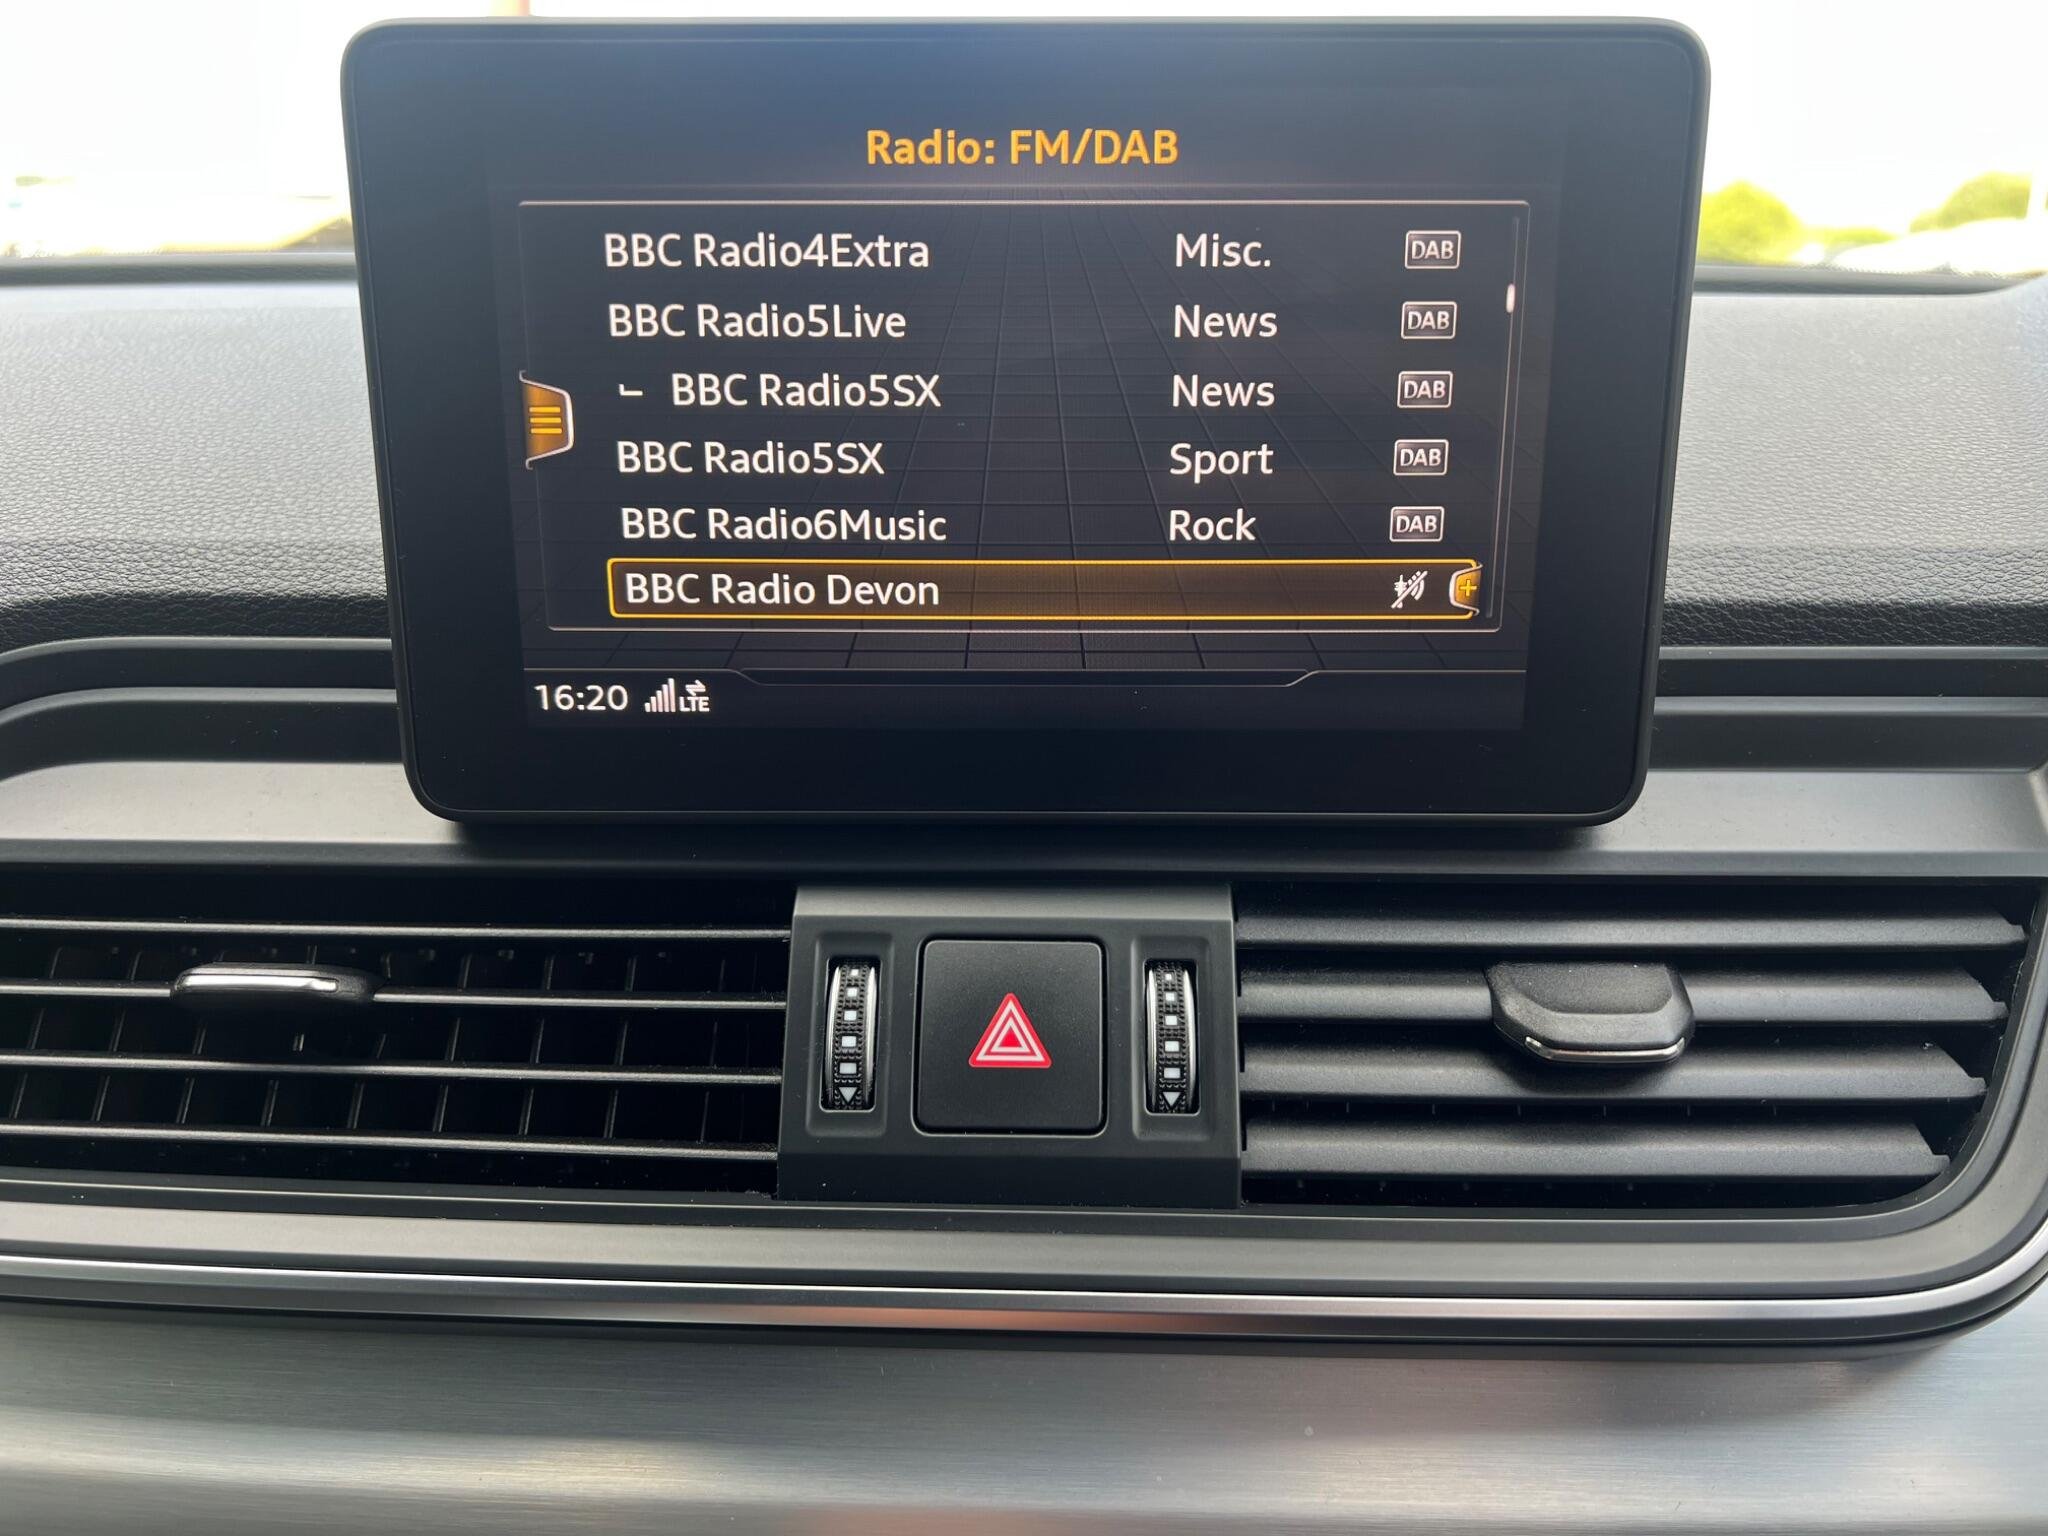 Radio: FM/DAB
BBC Radio4Extra Misc. DAB
BBC Radio5Live News DAB
BBC Radio5SX News DAB
BBC Radio5SX Sport DAB
BBC Radio6Music Rock DAB
BBC Radio Devon
16:20 LTE